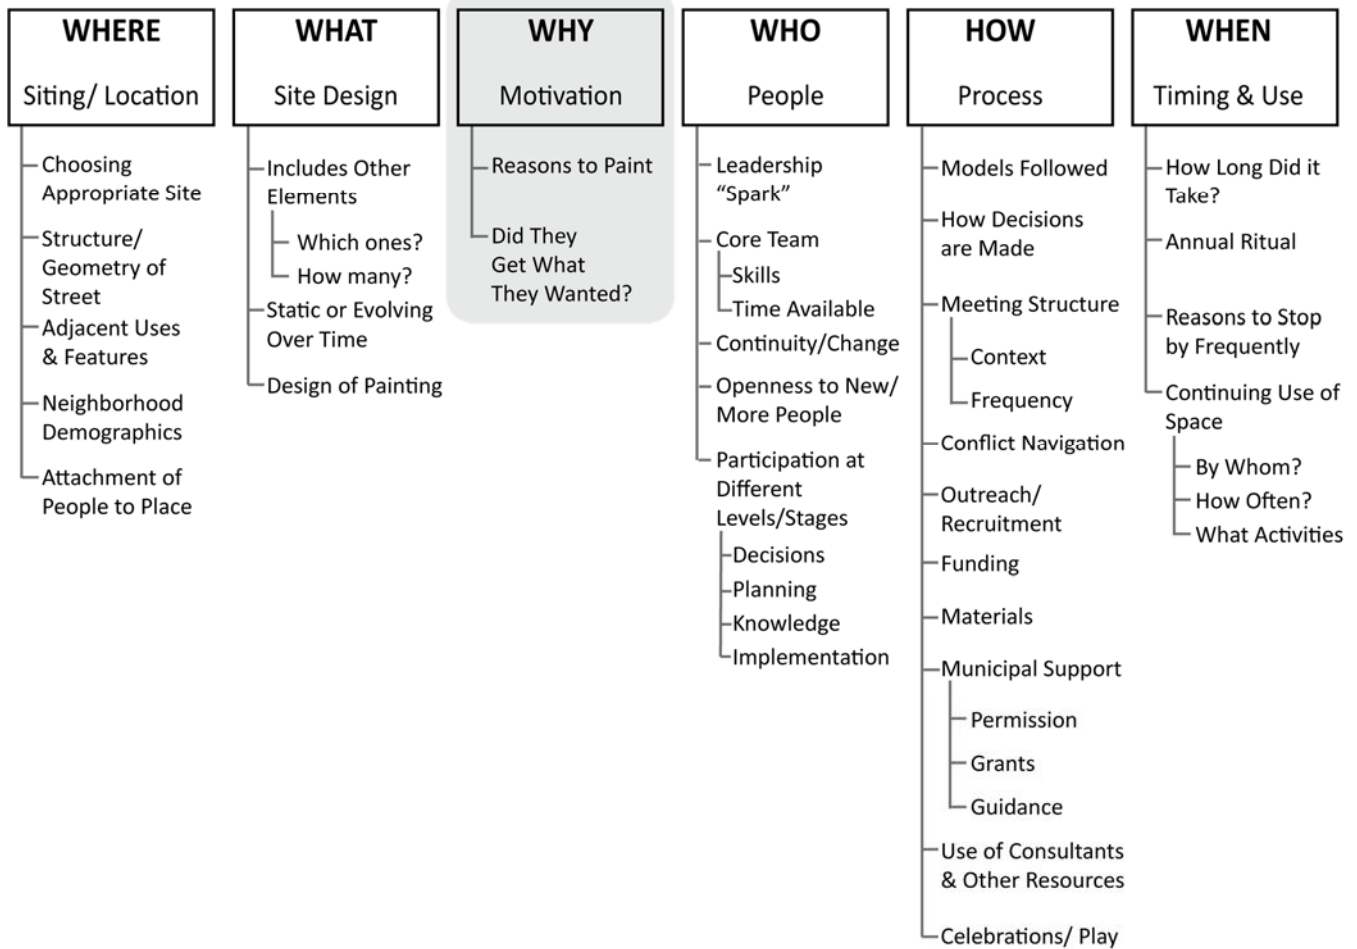 WHERE
Siting/ Location
Choosing
Appropriate Site
Structure/
Geometry of
Street
Adjacent Uses
& Features
Neighborhood
Demographics
Attachment of
People to Place
WHAT
Site Design
Includes Other
Elements
Which ones?
How many?
Static or Evolving
Over Time
Design of Painting
WHY
Motivation
Reasons to Paint
Did They
Get What
They Wanted?
WHO
People
Leadership
“Spark”
Core Team
Skills
Time Available
Continuity/Change
Openness to New/
More People
Participation at
Different
Levels/Stages
Decisions
Planning
Knowledge
Implementation
HOW
Process
Models Followed
How Decisions
are Made
Meeting Structure
Context
Frequency
Conflict Navigation
Outreach/
Recruitment
Funding
Materials
Municipal Support
Permission
Grants
Guidance
Use of Consultants
& Other Resources
Celebrations/ Play
WHEN
Timing & Use
How Long Did it
Take?
Annual Ritual
Reasons to Stop
by Frequently
Continuing Use of
Space
By Whom?
How Often?
What Activities